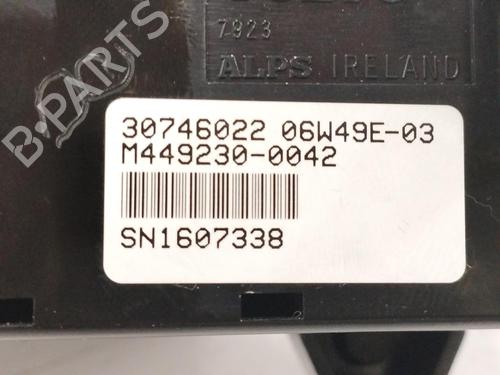 7923
ALPS IRELAND
B-PARTS
30746022 06W49E-03
M449230-0042
SN1607338